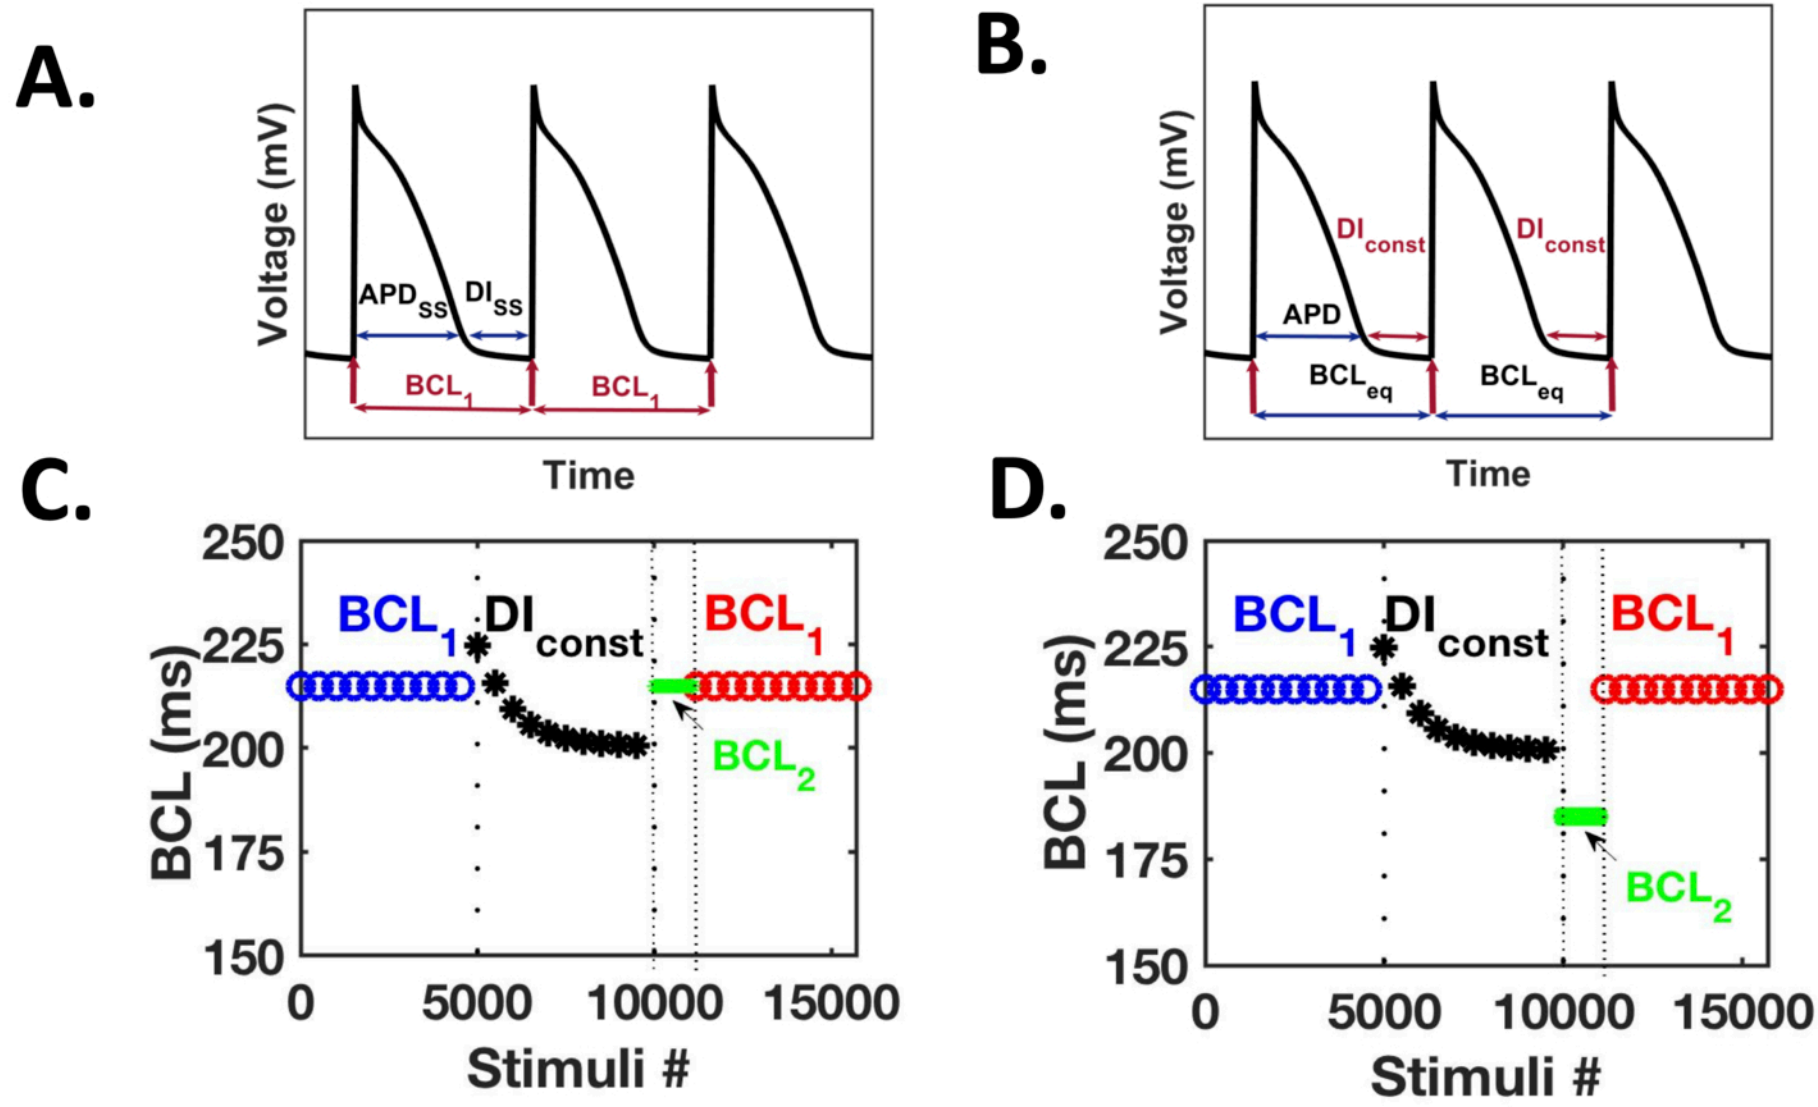 A.
Voltage (mV)
APDSS
DISS
BCL1
BCL1
Time
B.
Voltage (mV)
DIconst
DIconst
APD
BCLeq
BCLeq
Time
C.
BCL (ms)
250
225
200
175
150
BCL1
DIconst
BCL1
BCL2
0
5000
10000
15000
Stimuli #
D.
BCL (ms)
250
225
200
175
150
BCL1
DIconst
BCL1
BCL2
0
5000
10000
15000
Stimuli #